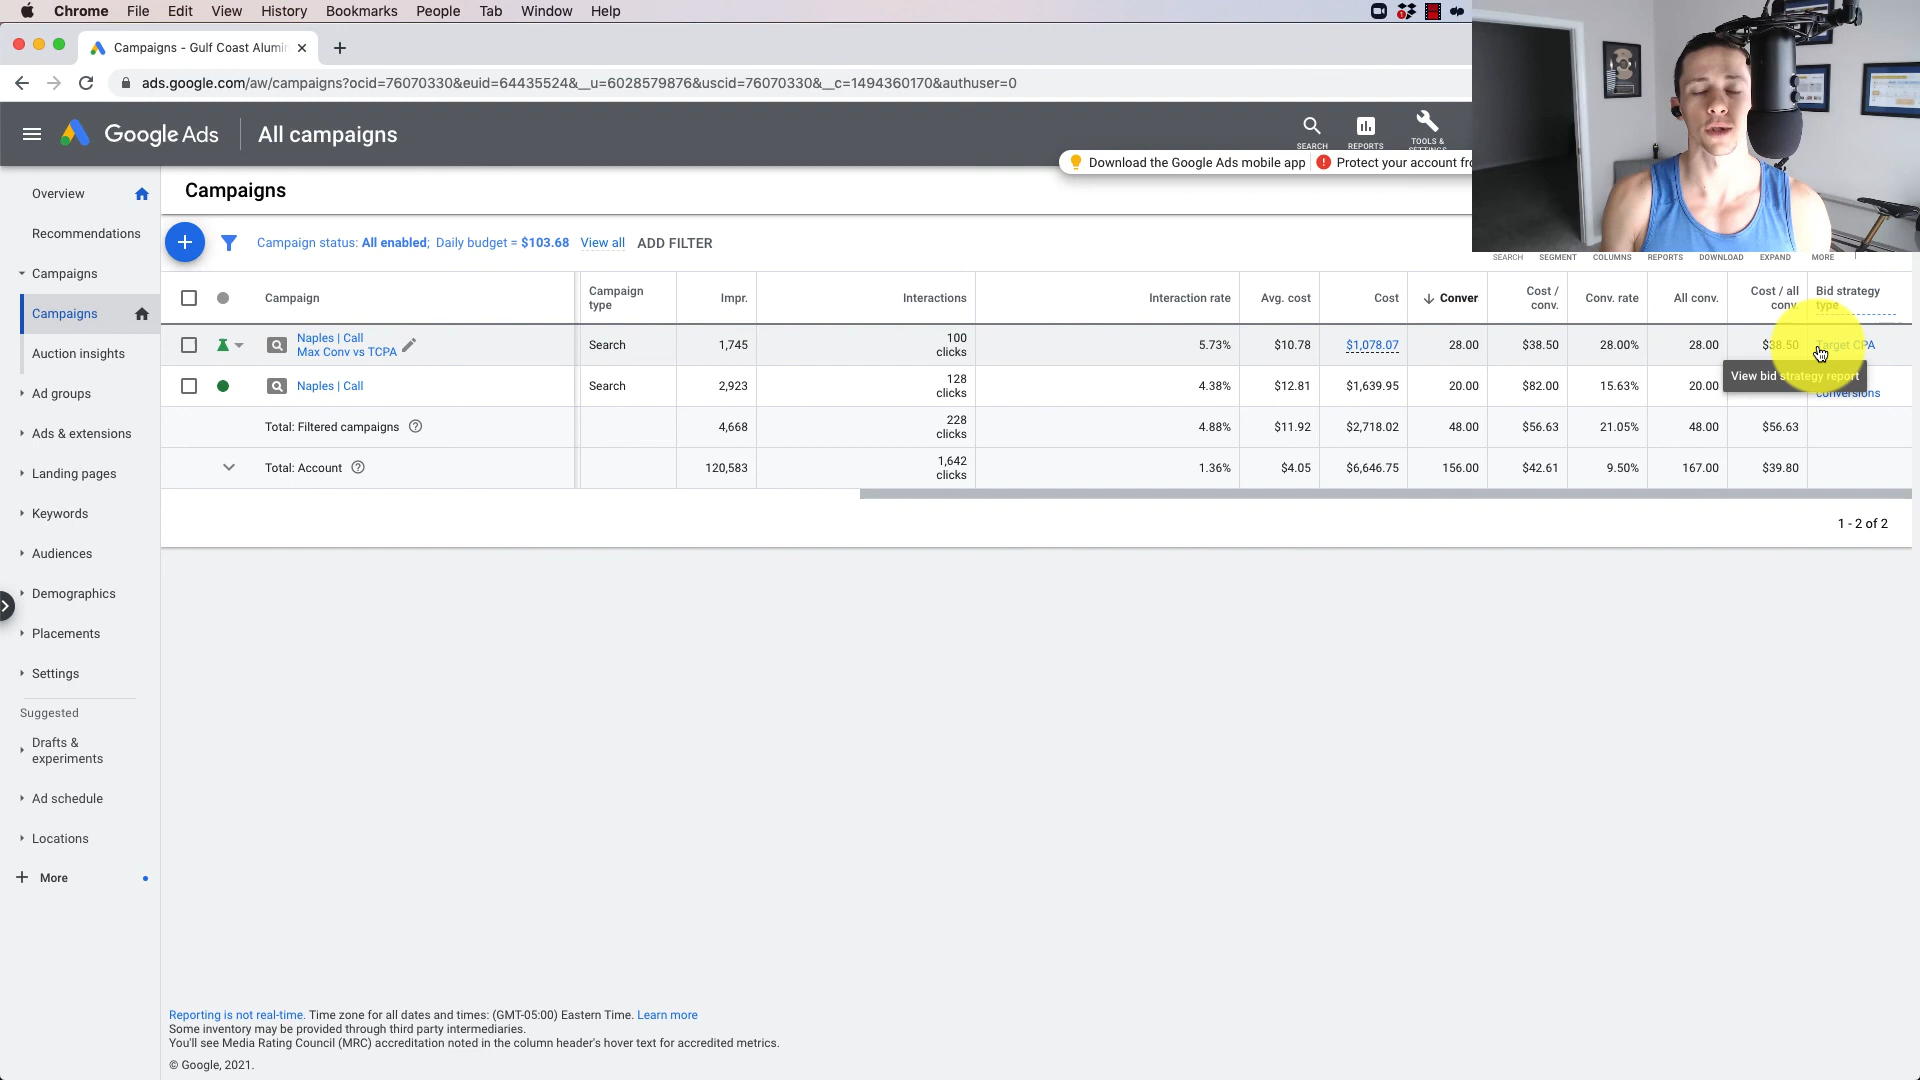 Chrome File Edit View History Bookmarks People Tab Window Help
Campaigns - Gulf Coast Alumin
ads.google.com/aw/campaigns?ocid=76070330&euid=64435524&__u=6028579876&uscid=76070330&__c=1494360170&authuser=0
Google Ads All campaigns
SEARCH REPORTS TOOLS &
Download the Google Ads mobile app Protect your account fro
Overview
Recommendations
Campaigns
Campaigns
Auction insights
Ad groups
Ads & extensions
Landing pages
Keywords
Audiences
Demographics
Placements
Settings
Suggested
Drafts &
experiments
Ad schedule
Locations
More
Campaigns
Campaign status: All enabled; Daily budget = $103.68 View all ADD FILTER
SEARCH SEGMENT COLUMNS REPORTS DOWNLOAD EXPAND MORE
Campaign Campaign type Impr. Interactions Interaction rate Avg. cost Cost Conver Cost / conv. Conv. rate All conv. Cost / all conv. Bid strategy type
Naples | Call
Max Conv vs TCPA Search 1,745 100 clicks 5.73% $10.78 $1,078.07 28.00 $38.50 28.00% 28.00 $38.50 Target CPA
View bid strategy report
Naples | Call Search 2,923 128 clicks 4.38% $12.81 $1,639.95 20.00 $82.00 15.63% 20.00 conversions
Total: Filtered campaigns 4,668 228 clicks 4.88% $11.92 $2,718.02 48.00 $56.63 21.05% 48.00 $56.63
Total: Account 120,583 1,642 clicks 1.36% $4.05 $6,646.75 156.00 $42.61 9.50% 167.00 $39.80
1 - 2 of 2
Reporting is not real-time. Time zone for all dates and times: (GMT-05:00) Eastern Time. Learn more
Some inventory may be provided through third party intermediaries.
You'll see Media Rating Council (MRC) accreditation noted in the column header's hover text for accredited metrics.
© Google, 2021.